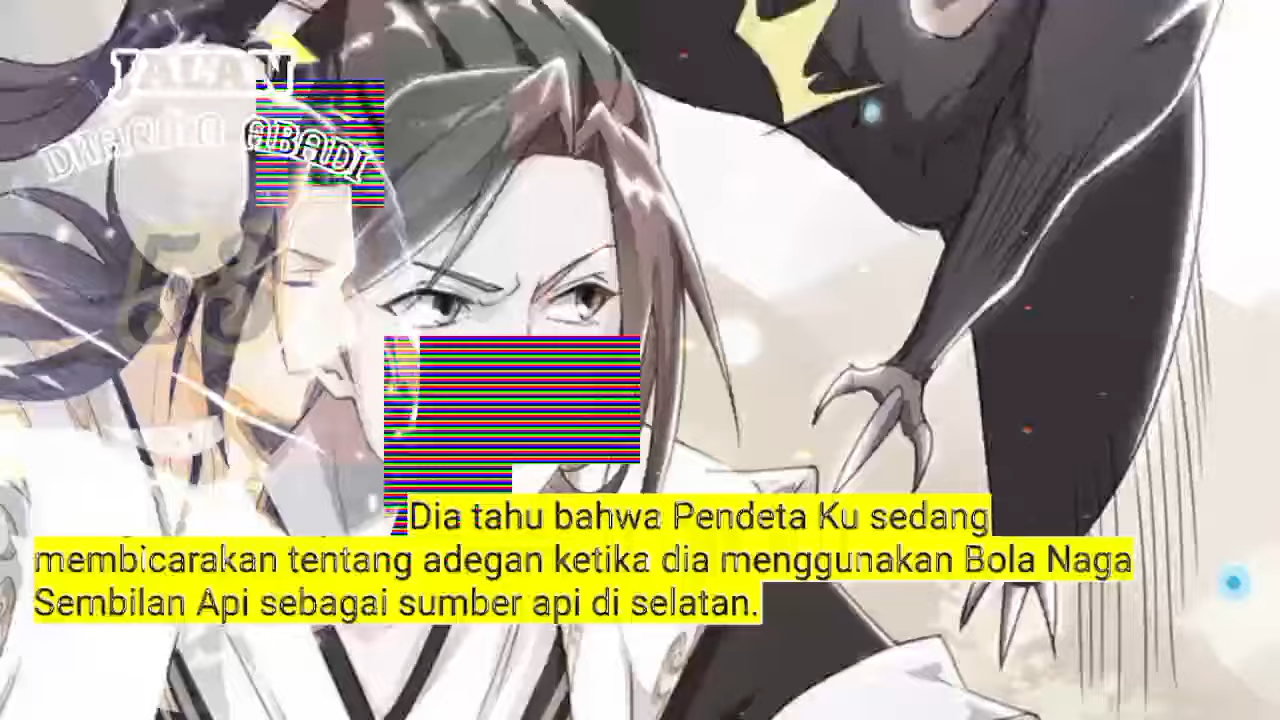 JALAN
ABADI
58
Dia tahu bahwa Pendeta Ku sedang
membicarakan tentang adegan ketika dia menggunakan Bola Naga
Sembilan Api sebagai sumber api di selatan.